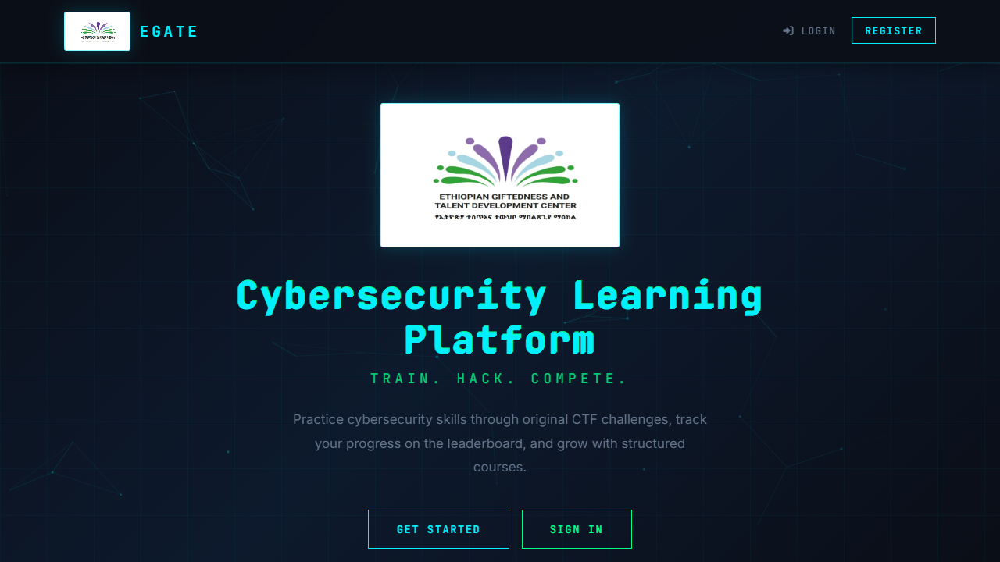 EGATE
LOGIN
REGISTER
ETHIOPIAN GIFTEDNESS AND
TALENT DEVELOPMENT CENTER
የኢትዮጵያ ተሰጥኦና ተውህቦ ማበልጸጊያ ማዕከል
Cybersecurity Learning
Platform
TRAIN. HACK. COMPETE.
Practice cybersecurity skills through original CTF challenges, track
your progress on the leaderboard, and grow with structured
courses.
GET STARTED
SIGN IN